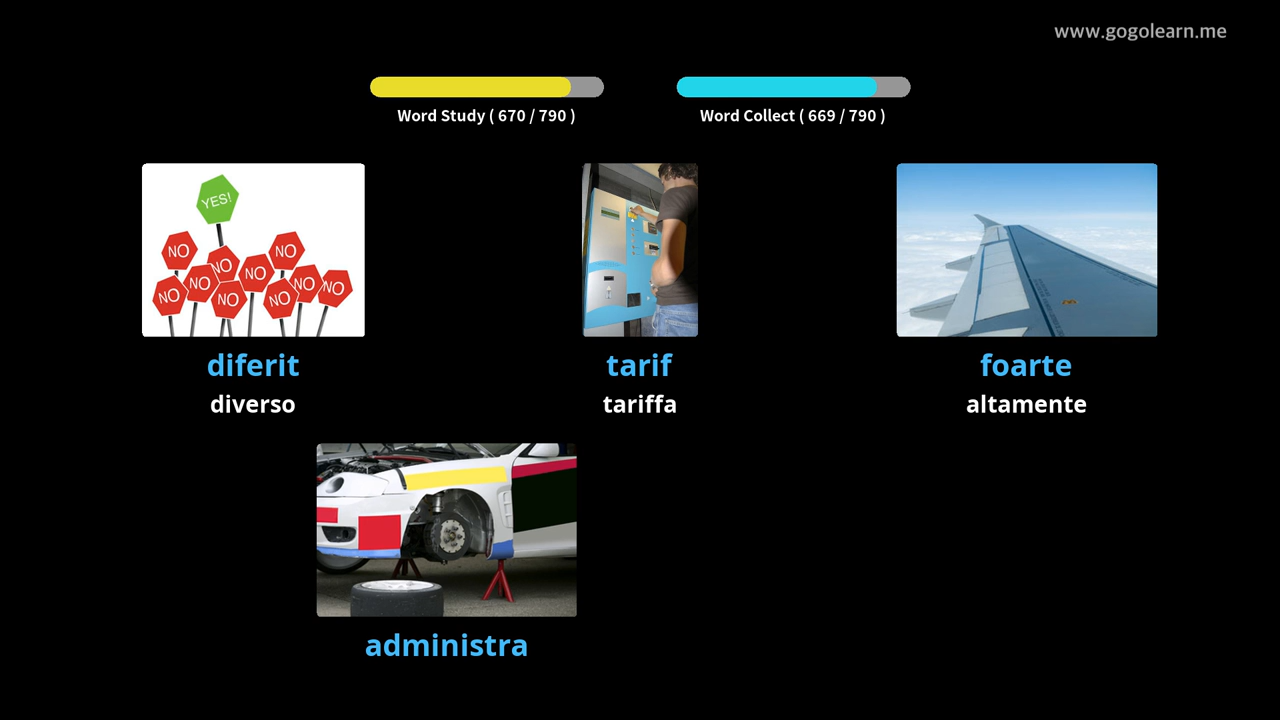 www.gogolearn.me
Word Study ( 670 / 790 )
Word Collect ( 669 / 790 )
YES!
NO
NO
NO
NO
NO
NO
NO
NO
NO
NO
diferit
diverso
tarif
tariffa
foarte
altamente
administra